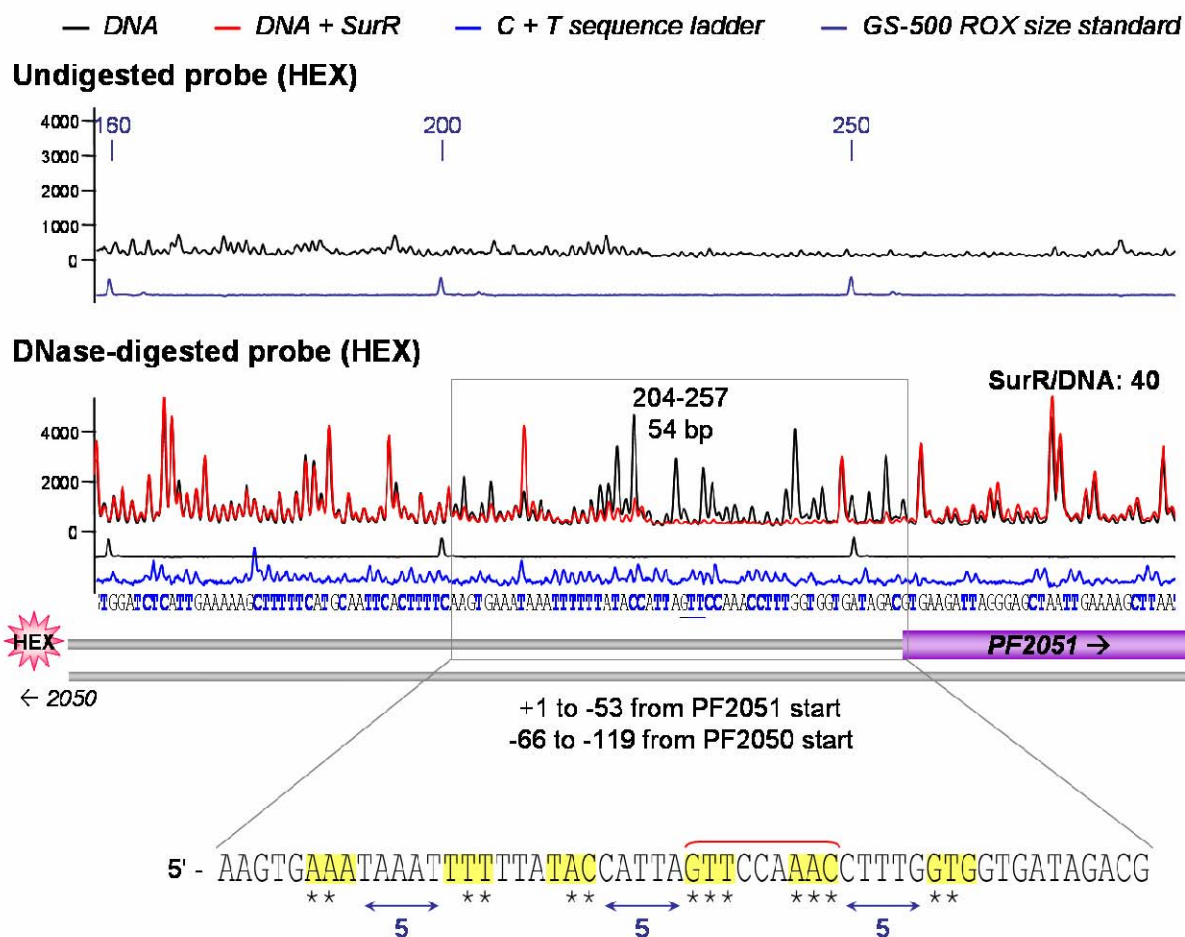 DNA DNA + SurR C + T sequence ladder GS-500 ROX size standard
Undigested probe (HEX)
160 200 250
4000
3000
2000
1000
0
DNase-digested probe (HEX)
SurR/DNA: 40
204-257
54 bp
4000
2000
0
TGGATCTCATTGAAAAAGCTTTTTCATGCAATTCACTTTTCAAGTGAAATAAATTTTTTATACCATTAGTTCCAAACCTTTGGTGGTGATAGACGTGAAGATTAGGGAGCTAATTGAAAAGCTTAA
HEX
PF2051 →
← 2050
+1 to -53 from PF2051 start
-66 to -119 from PF2050 start
5' - AAGTGAAATAAATTTTTTATACCATTAGTTCCAAACCTTTGGTGGTGATAGACG
** ** ** *** *** **
5 5 5